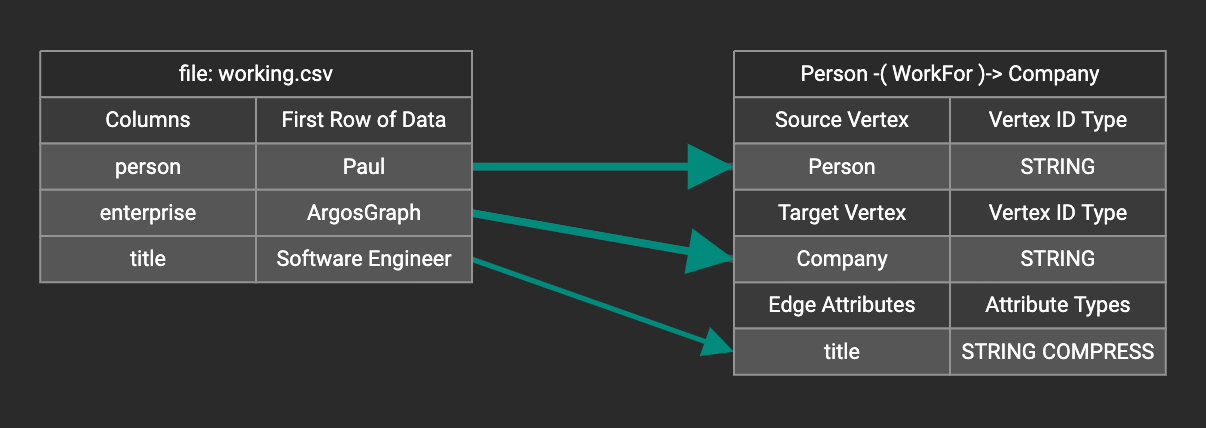 file: working.csv
Columns First Row of Data
person Paul
enterprise ArgosGraph
title Software Engineer
Person -( WorkFor )-> Company
Source Vertex Vertex ID Type
Person STRING
Target Vertex Vertex ID Type
Company STRING
Edge Attributes Attribute Types
title STRING COMPRESS